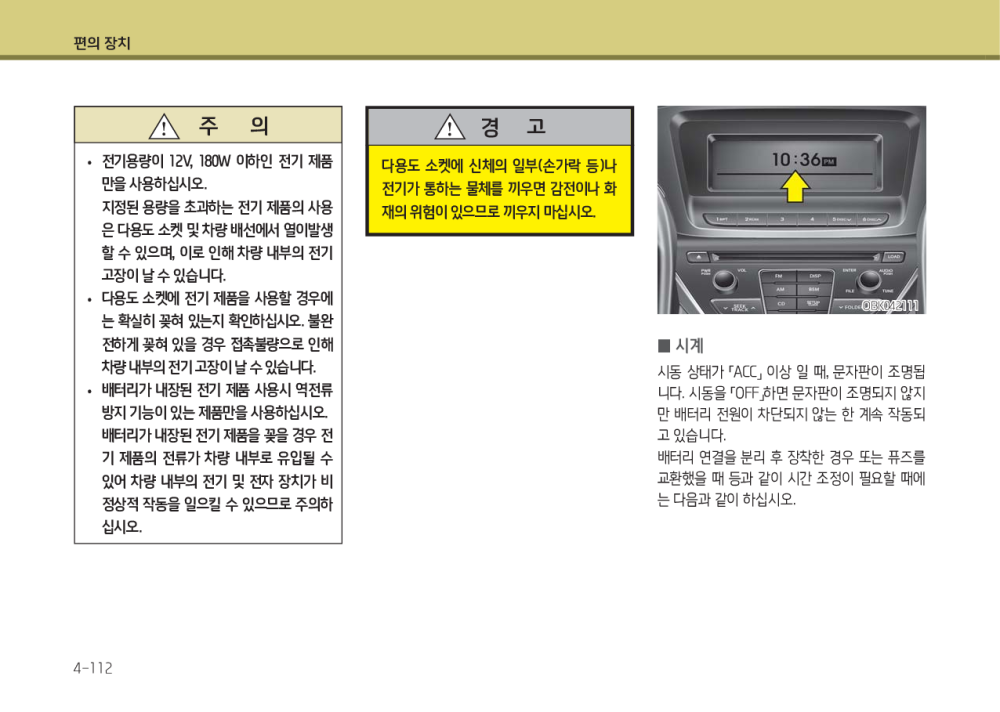 편의 장치
주 의
• 전기용량이 12V, 180W 이하인 전기 제품
만을 사용하십시오.
지정된 용량을 초과하는 전기 제품의 사용
은 다용도 소켓 및 차량 배선에서 열이발생
할 수 있으며, 이로 인해 차량 내부의 전기
고장이 날 수 있습니다.
• 다용도 소켓에 전기 제품을 사용할 경우에
는 확실히 꽂혀 있는지 확인하십시오. 불완
전하게 꽂혀 있을 경우 접촉불량으로 인해
차량 내부의 전기 고장이 날 수 있습니다.
• 배터리가 내장된 전기 제품 사용시 역전류
방지 기능이 있는 제품만을 사용하십시오.
배터리가 내장된 전기 제품을 꽂을 경우 전
기 제품의 전류가 차량 내부로 유입될 수
있어 차량 내부의 전기 및 전자 장치가 비
정상적 작동을 일으킬 수 있으므로 주의하
십시오.
경 고
다용도 소켓에 신체의 일부(손가락 등)나
전기가 통하는 물체를 끼우면 감전이나 화
재의 위험이 있으므로 끼우지 마십시오.
10:36 PM
1 RPT 2 RDM 3 4 5
LOAD
PWR VOL ENTER AUDIO
FM DISP
AM SCN FILE TUNE
SEEK TRACK CD FOLDER
OBK042111
■ 시계
시동 상태가 「ACC」 이상 일 때, 문자판이 조명됩
니다. 시동을 「OFF」하면 문자판이 조명되지 않지
만 배터리 전원이 차단되지 않는 한 계속 작동되
고 있습니다.
배터리 연결을 분리 후 장착한 경우 또는 퓨즈를
교환했을 때 등과 같이 시간 조정이 필요할 때에
는 다음과 같이 하십시오.
4-112